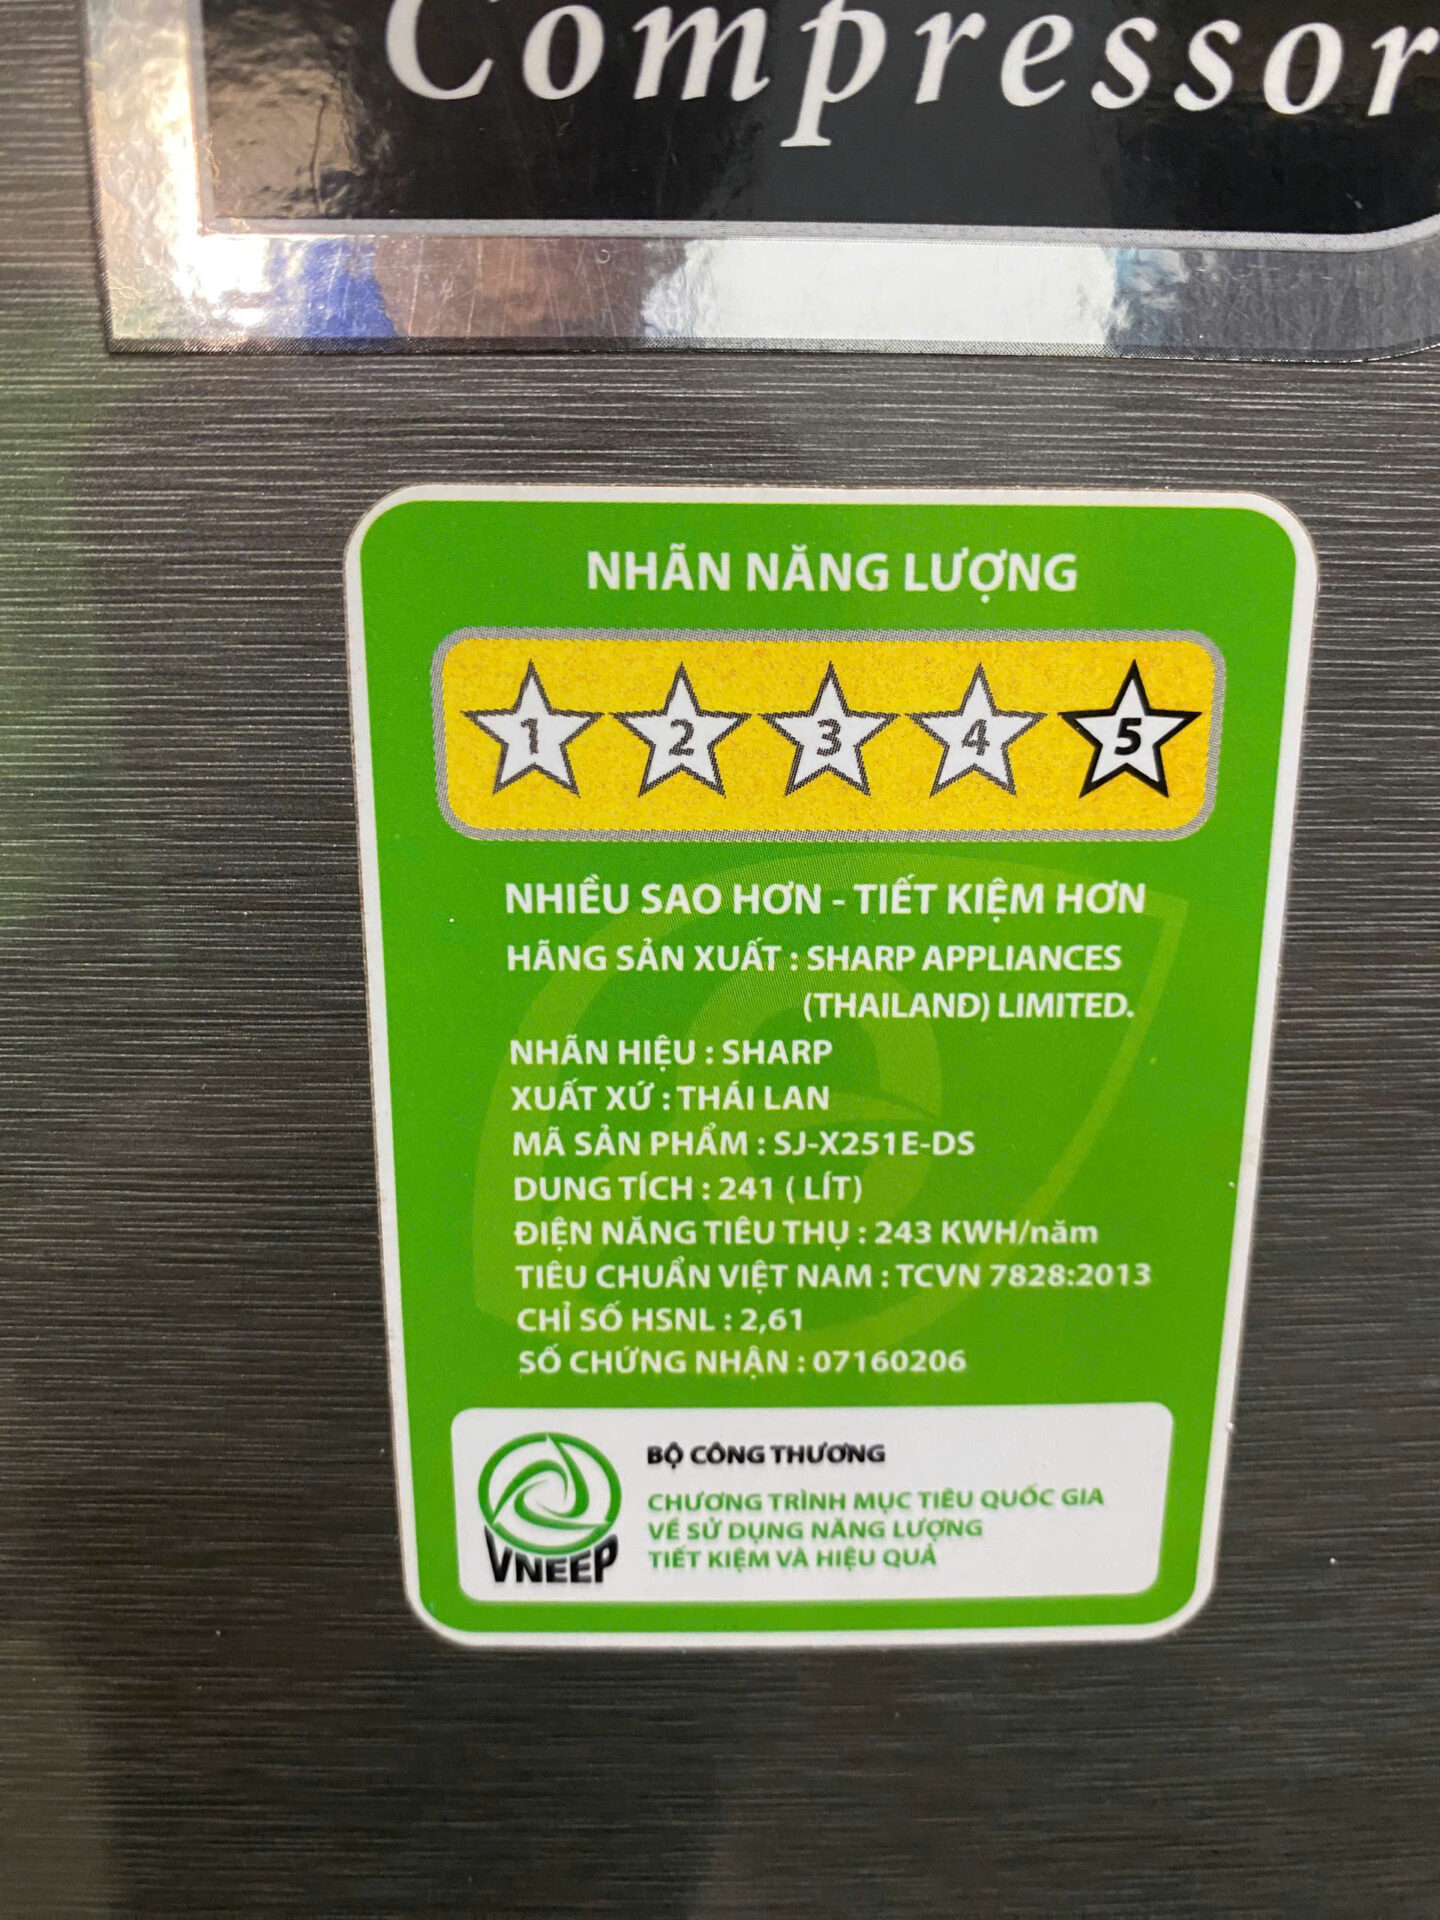 Compressor
NHÃN NĂNG LƯỢNG
1 2 3 4 5
NHIỀU SAO HƠN - TIẾT KIỆM HƠN
HÃNG SẢN XUẤT : SHARP APPLIANCES
(THAILAND) LIMITED.
NHÃN HIỆU : SHARP
XUẤT XỨ : THÁI LAN
MÃ SẢN PHẨM : SJ-X251E-DS
DUNG TÍCH : 241 ( LÍT)
ĐIỆN NĂNG TIÊU THỤ : 243 KWH/năm
TIÊU CHUẨN VIỆT NAM : TCVN 7828:2013
CHỈ SỐ HSNL : 2,61
SỐ CHỨNG NHẬN : 07160206
BỘ CÔNG THƯƠNG
CHƯƠNG TRÌNH MỤC TIÊU QUỐC GIA
VỀ SỬ DỤNG NĂNG LƯỢNG
TIẾT KIỆM VÀ HIỆU QUẢ
VNEEP